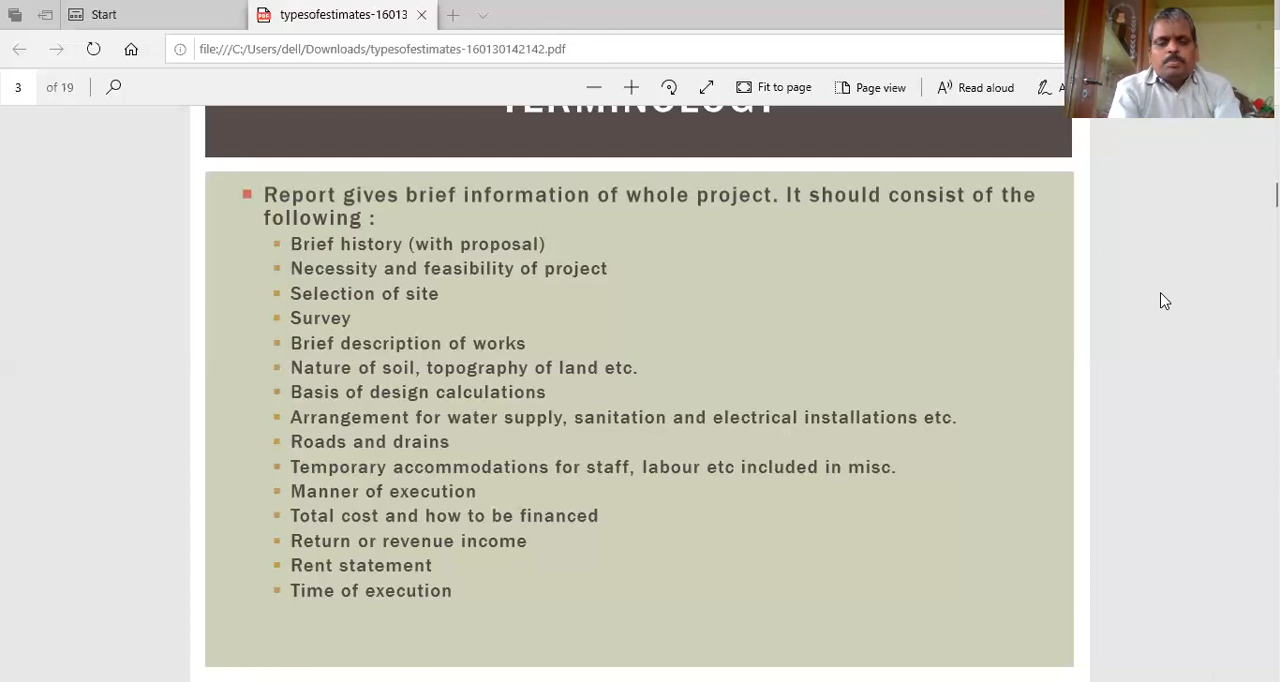 Start
typesofestimates-16013
file:///C:/Users/dell/Downloads/typesofestimates-160130142142.pdf
3 of 19
Fit to page
Page view
Read aloud
TERMINOLOGY
Report gives brief information of whole project. It should consist of the
following :
Brief history (with proposal)
Necessity and feasibility of project
Selection of site
Survey
Brief description of works
Nature of soil, topography of land etc.
Basis of design calculations
Arrangement for water supply, sanitation and electrical installations etc.
Roads and drains
Temporary accommodations for staff, labour etc included in misc.
Manner of execution
Total cost and how to be financed
Return or revenue income
Rent statement
Time of execution